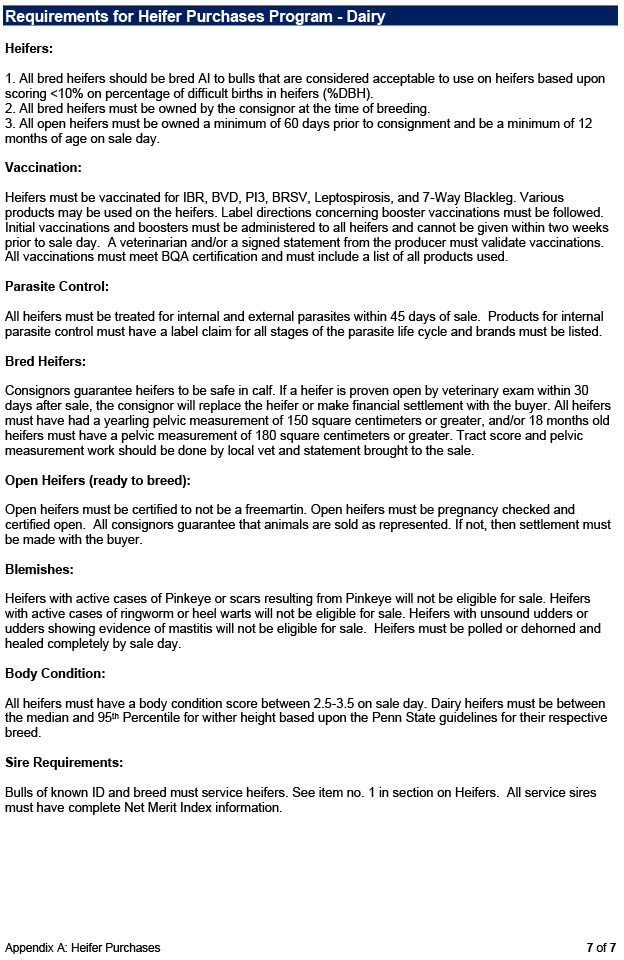 Requirements for Heifer Purchases Program - Dairy
Heifers:
1. All bred heifers should be bred AI to bulls that are considered acceptable to use on heifers based upon
scoring <10% on percentage of difficult births in heifers (%DBH).
2. All bred heifers must be owned by the consignor at the time of breeding.
3. All open heifers must be owned a minimum of 60 days prior to consignment and be a minimum of 12
months of age on sale day.
Vaccination:
Heifers must be vaccinated for IBR, BVD, PI3, BRSV, Leptospirosis, and 7-Way Blackleg. Various
products may be used on the heifers. Label directions concerning booster vaccinations must be followed.
Initial vaccinations and boosters must be administered to all heifers and cannot be given within two weeks
prior to sale day. A veterinarian and/or a signed statement from the producer must validate vaccinations.
All vaccinations must meet BQA certification and must include a list of all products used.
Parasite Control:
All heifers must be treated for internal and external parasites within 45 days of sale. Products for internal
parasite control must have a label claim for all stages of the parasite life cycle and brands must be listed.
Bred Heifers:
Consignors guarantee heifers to be safe in calf. If a heifer is proven open by veterinary exam within 30
days after sale, the consignor will replace the heifer or make financial settlement with the buyer. All heifers
must have had a yearling pelvic measurement of 150 square centimeters or greater, and/or 18 months old
heifers must have a pelvic measurement of 180 square centimeters or greater. Tract score and pelvic
measurement work should be done by local vet and statement brought to the sale.
Open Heifers (ready to breed):
Open heifers must be certified to not be a freemartin. Open heifers must be pregnancy checked and
certified open. All consignors guarantee that animals are sold as represented. If not, then settlement must
be made with the buyer.
Blemishes:
Heifers with active cases of Pinkeye or scars resulting from Pinkeye will not be eligible for sale. Heifers
with active cases of ringworm or heel warts will not be eligible for sale. Heifers with unsound udders or
udders showing evidence of mastitis will not be eligible for sale. Heifers must be polled or dehorned and
healed completely by sale day.
Body Condition:
All heifers must have a body condition score between 2.5-3.5 on sale day. Dairy heifers must be between
the median and 95th Percentile for wither height based upon the Penn State guidelines for their respective
breed.
Sire Requirements:
Bulls of known ID and breed must service heifers. See item no. 1 in section on Heifers. All service sires
must have complete Net Merit Index information.
Appendix A: Heifer Purchases 7 of 7